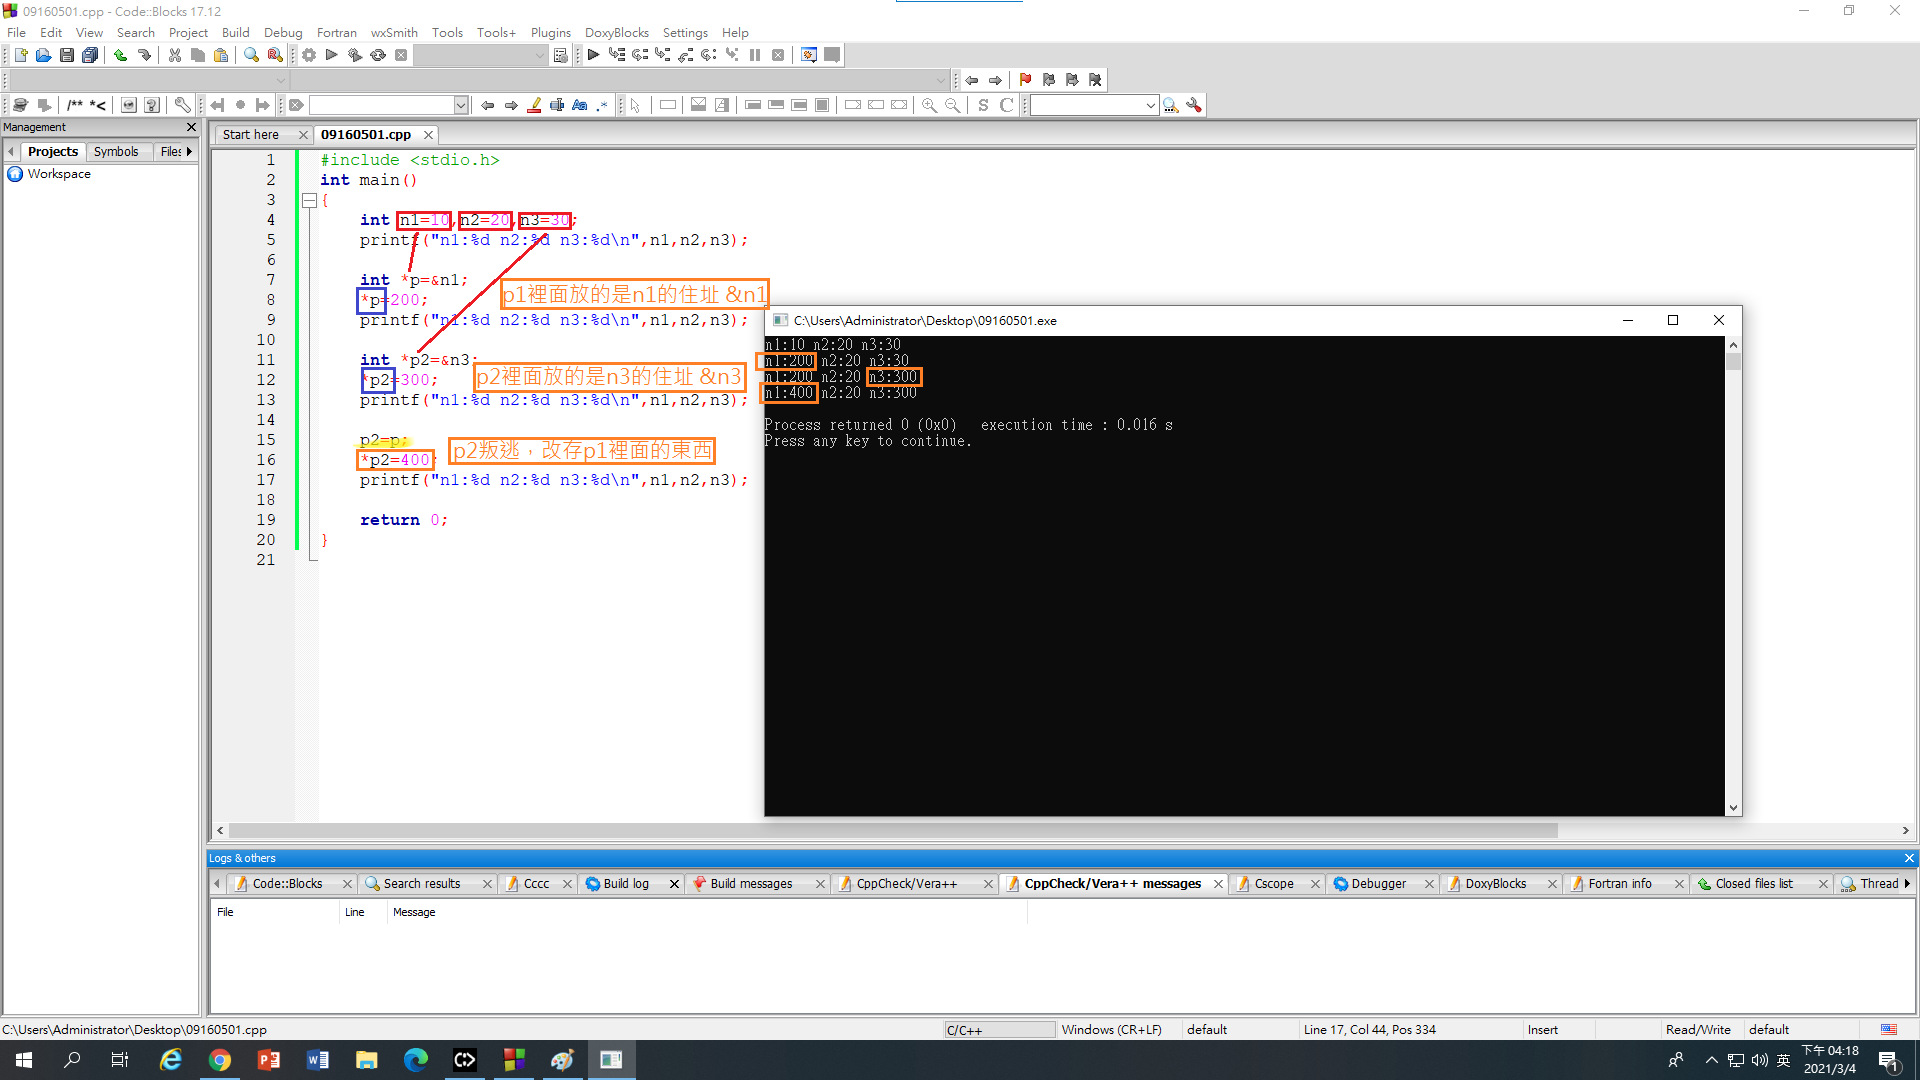 09160501.cpp - Code::Blocks 17.12
File Edit View Search Project Build Debug Fortran wxSmith Tools Tools+ Plugins DoxyBlocks Settings Help
/** *<
S C
Management
Projects Symbols Files
Workspace
Start here 09160501.cpp
1 #include <stdio.h>
2 int main()
3 {
4 int n1=10,n2=20,n3=30;
5 printf("n1:%d n2:%d n3:%d\n",n1,n2,n3);
6
7 int *p=&n1;
8 *p=200;
p1裡面放的是n1的住址 &n1
9 printf("n1:%d n2:%d n3:%d\n",n1,n2,n3);
10
11 int *p2=&n3;
12 *p2=300;
p2裡面放的是n3的住址 &n3
13 printf("n1:%d n2:%d n3:%d\n",n1,n2,n3);
14
15 p2=p;
16 *p2=400;
p2叛逃，改存p1裡面的東西
17 printf("n1:%d n2:%d n3:%d\n",n1,n2,n3);
18
19 return 0;
20 }
21
C:\Users\Administrator\Desktop\09160501.exe
n1:10 n2:20 n3:30
n1:200 n2:20 n3:30
n1:200 n2:20 n3:300
n1:400 n2:20 n3:300
Process returned 0 (0x0) execution time : 0.016 s
Press any key to continue.
Logs & others
Code::Blocks Search results Cccc Build log Build messages CppCheck/Vera++ CppCheck/Vera++ messages Cscope Debugger DoxyBlocks Fortran info Closed files list Thread
File Line Message
C:\Users\Administrator\Desktop\09160501.cpp C/C++ Windows (CR+LF) default Line 17, Col 44, Pos 334 Insert Read/Write default
英 下午 04:18
2021/3/4
1